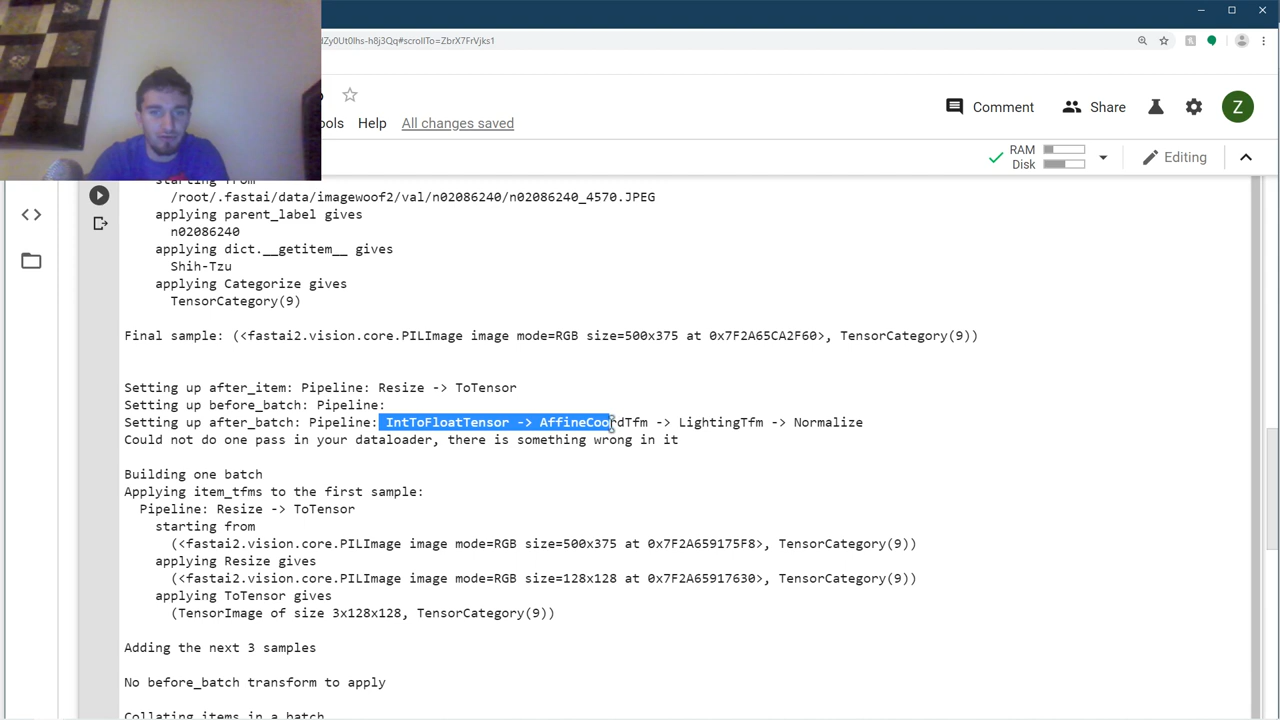 dZy0Ut0lhs-h8j3Qq#scrollTo=ZbrX7FrVjks1
Comment
Share
Z
ols Help All changes saved
RAM
Disk
Editing
starting from
/root/.fastai/data/imagewoof2/val/n02086240/n02086240_4570.JPEG
applying parent_label gives
n02086240
applying dict.__getitem__ gives
Shih-Tzu
applying Categorize gives
TensorCategory(9)
Final sample: (<fastai2.vision.core.PILImage image mode=RGB size=500x375 at 0x7F2A65CA2F60>, TensorCategory(9))
Setting up after_item: Pipeline: Resize -> ToTensor
Setting up before_batch: Pipeline:
Setting up after_batch: Pipeline: IntToFloatTensor -> AffineCoordTfm -> LightingTfm -> Normalize
Could not do one pass in your dataloader, there is something wrong in it
Building one batch
Applying item_tfms to the first sample:
Pipeline: Resize -> ToTensor
starting from
(<fastai2.vision.core.PILImage image mode=RGB size=500x375 at 0x7F2A659175F8>, TensorCategory(9))
applying Resize gives
(<fastai2.vision.core.PILImage image mode=RGB size=128x128 at 0x7F2A65917630>, TensorCategory(9))
applying ToTensor gives
(TensorImage of size 3x128x128, TensorCategory(9))
Adding the next 3 samples
No before_batch transform to apply
Collating items in a batch